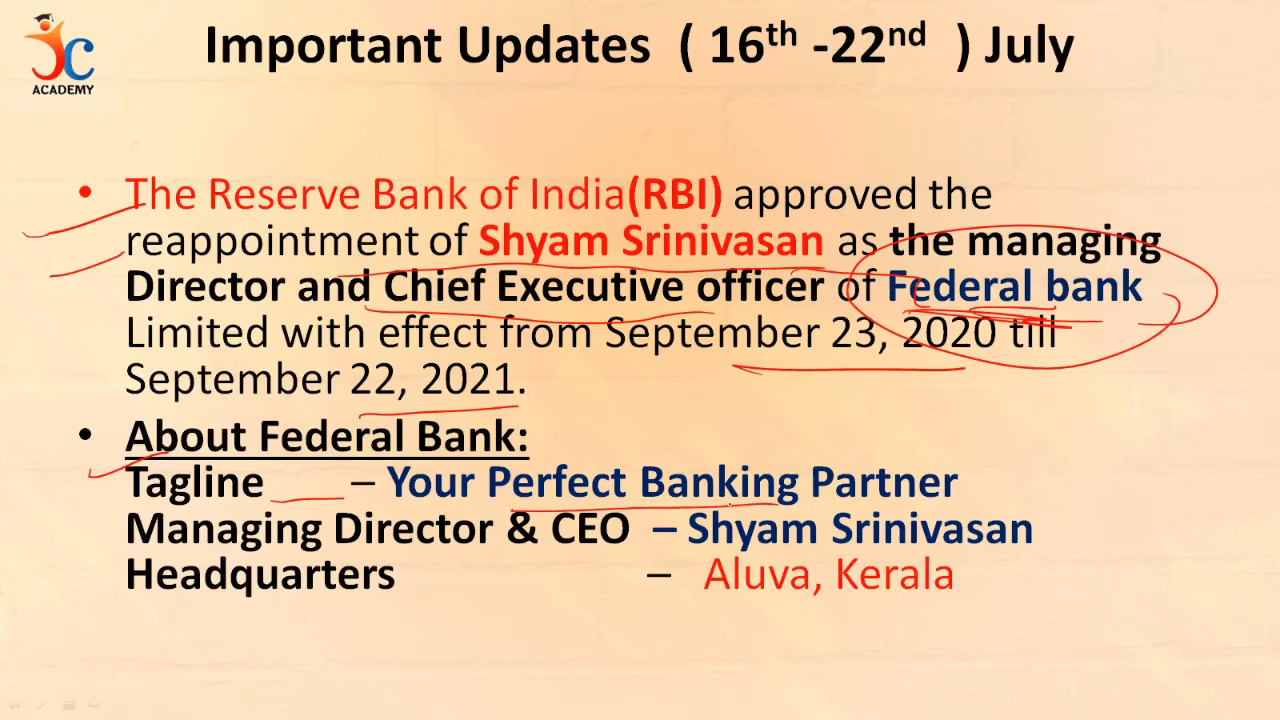 JC
ACADEMY
Important Updates ( 16th -22nd ) July
• The Reserve Bank of India(RBI) approved the
reappointment of Shyam Srinivasan as the managing
Director and Chief Executive officer of Federal bank
Limited with effect from September 23, 2020 till
September 22, 2021.
• About Federal Bank:
Tagline – Your Perfect Banking Partner
Managing Director & CEO – Shyam Srinivasan
Headquarters – Aluva, Kerala